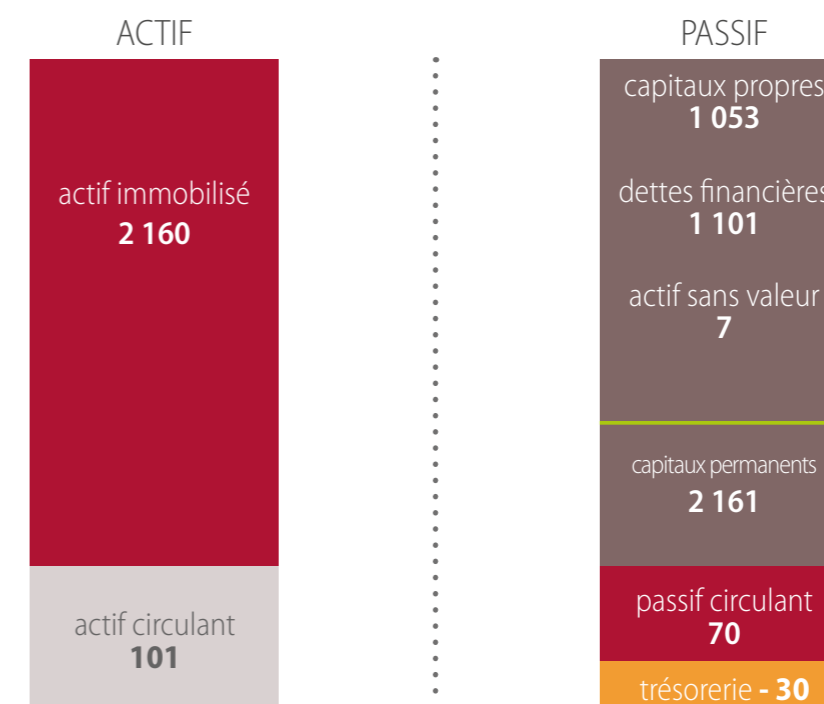 ACTIF
actif immobilisé
2 160
actif circulant
101
PASSIF
capitaux propres
1 053
dettes financières
1 101
actif sans valeur
7
capitaux permanents
2 161
passif circulant
70
trésorerie - 30